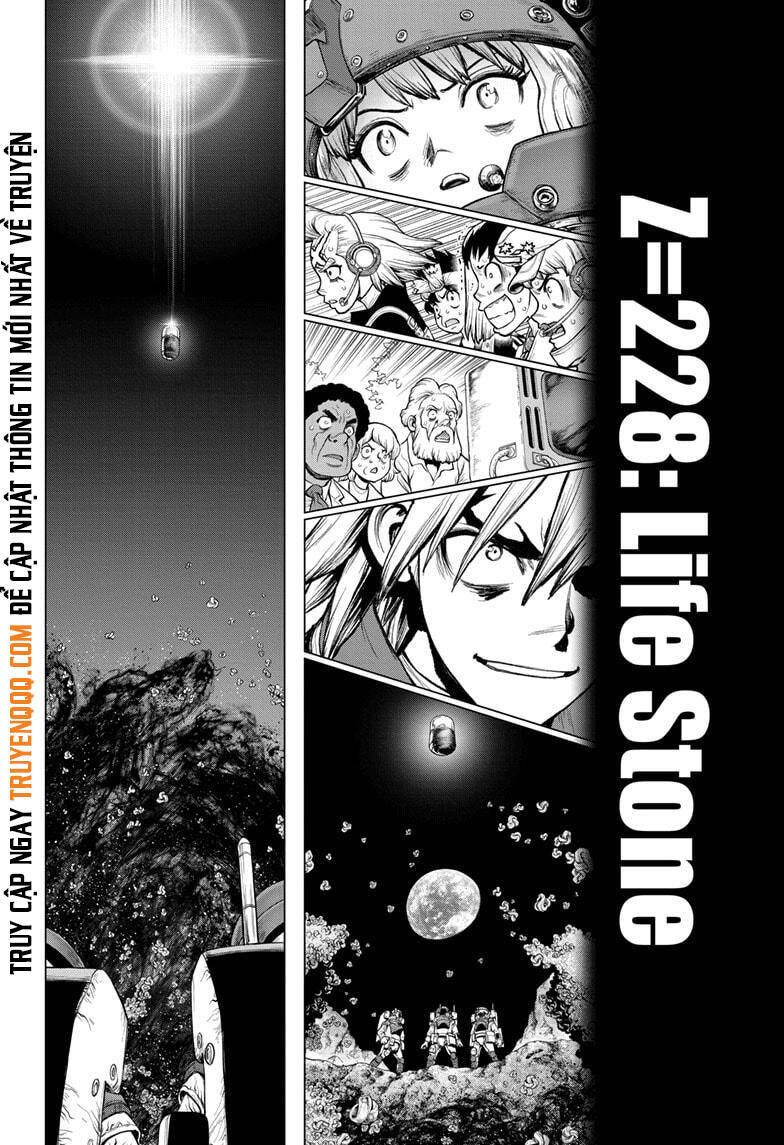 Z=228: Life Stone
TRUY CẬP NGAY TRUYENQQQ.COM ĐỂ CẬP NHẬT THÔNG TIN MỚI NHẤT VỀ TRUYỆN